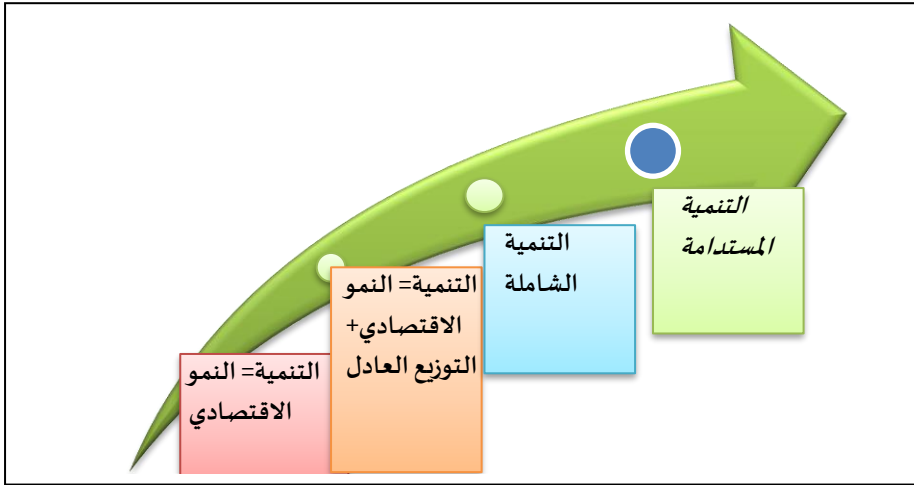 التنمية= النمو
الاقتصادي
التنمية= النمو
الاقتصادي+
التوزيع العادل
التنمية
الشاملة
التنمية
المستدامة